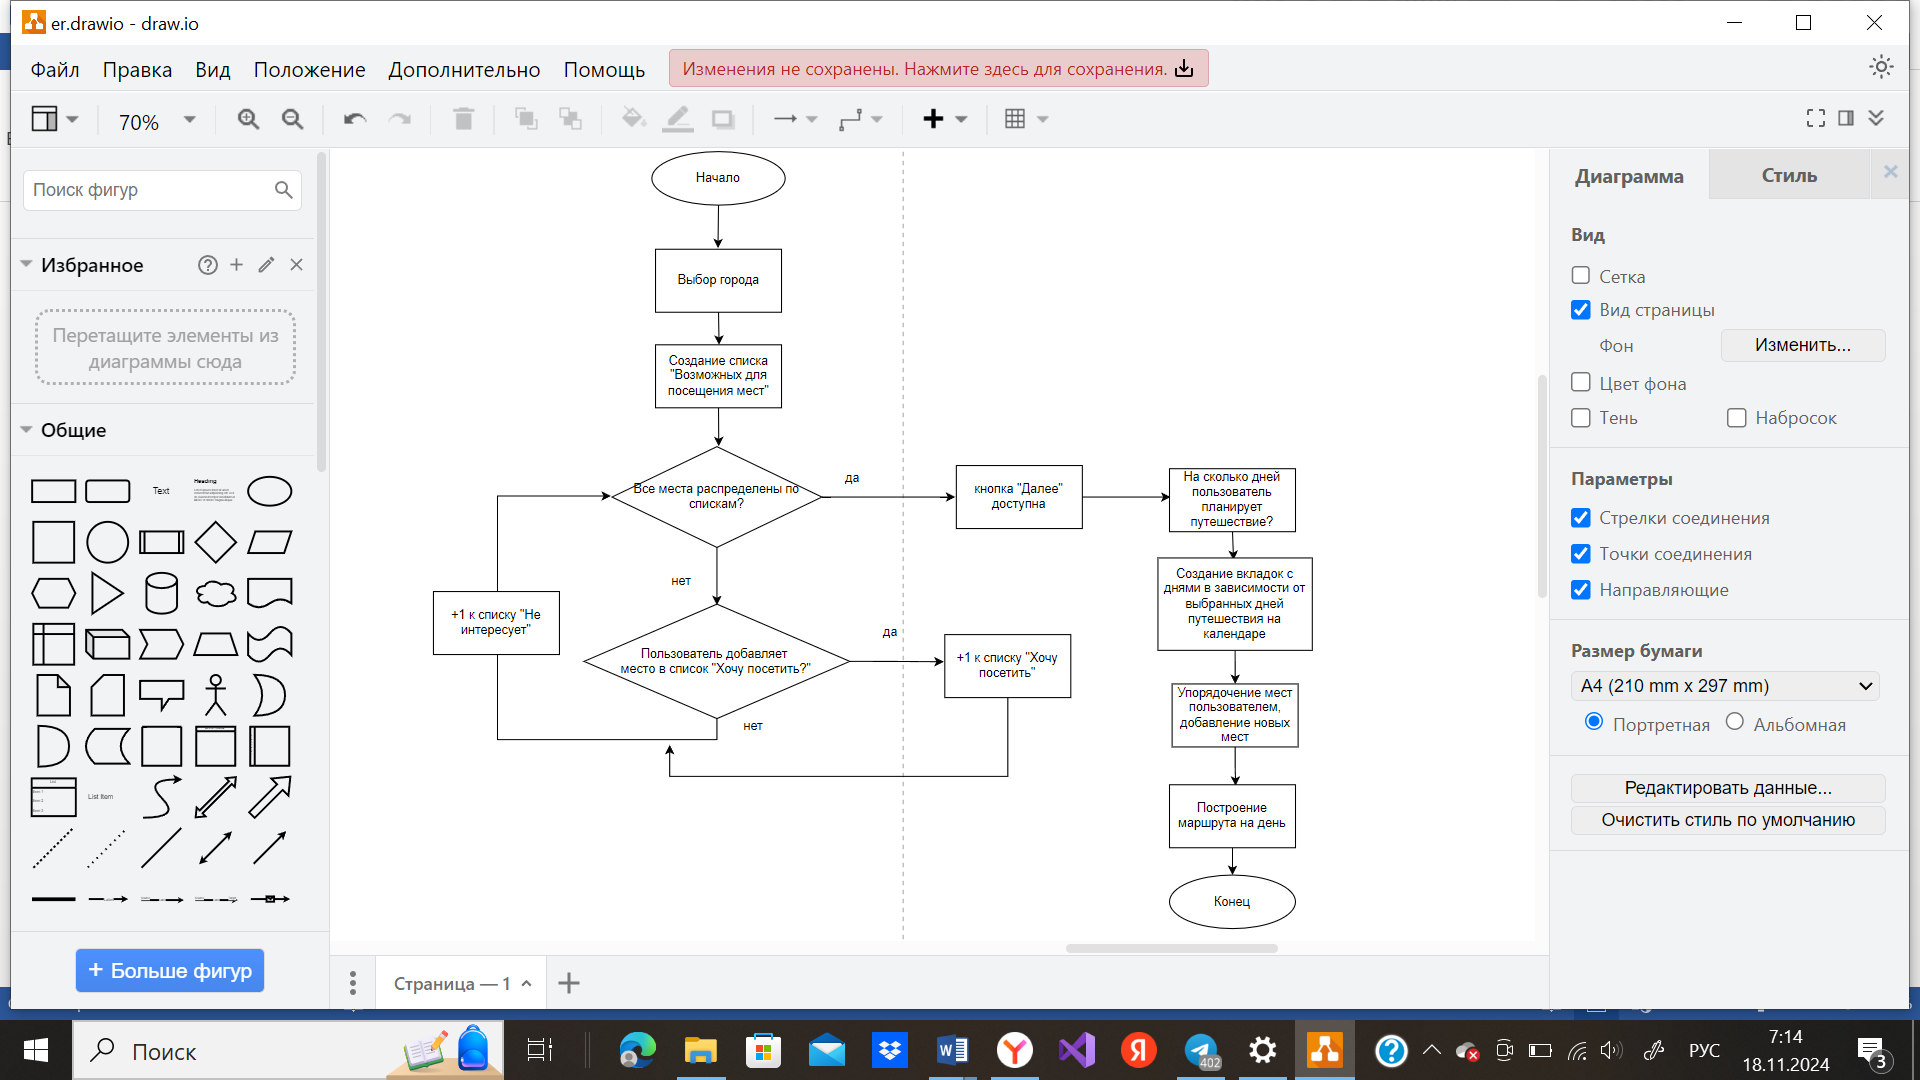 er.drawio - draw.io
Файл Правка Вид Положение Дополнительно Помощь
Изменения не сохранены. Нажмите здесь для сохранения.
70%
Поиск фигур
Избранное
Перетащите элементы из
диаграммы сюда
Общие
Text
Heading
List Item
+ Больше фигур
Начало
Выбор города
Создание списка
"Возможных для
посещения мест"
Все места распределены по
спискам?
да
нет
кнопка "Далее"
доступна
На сколько дней
пользователь
планирует
путешествие?
Создание вкладок с
днями в зависимости от
выбранных дней
путешествия на
календаре
+1 к списку "Не
интересует"
Пользователь добавляет
место в список "Хочу посетить?"
да
нет
+1 к списку "Хочу
посетить"
Упорядочение мест
пользователем,
добавление новых
мест
Построение
маршрута на день
Конец
Страница — 1
Диаграмма
Стиль
Вид
Сетка
Вид страницы
Фон
Изменить...
Цвет фона
Тень
Набросок
Параметры
Стрелки соединения
Точки соединения
Направляющие
Размер бумаги
A4 (210 mm x 297 mm)
Портретная
Альбомная
Редактировать данные...
Очистить стиль по умолчанию
Поиск
402
РУС
7:14
18.11.2024
3